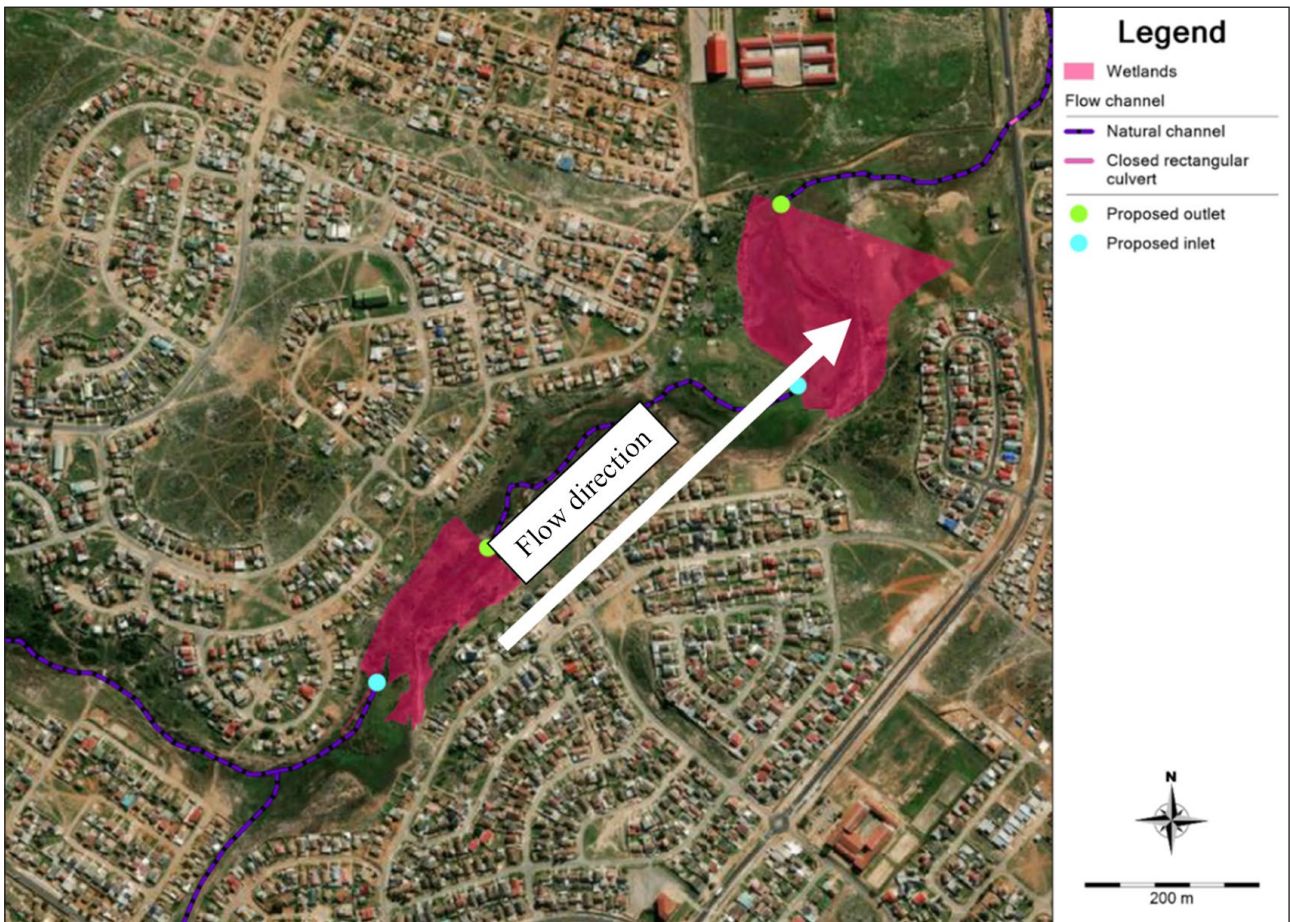 Legend
Wetlands
Flow channel
Natural channel
Closed rectangular
culvert
Proposed outlet
Proposed inlet
Flow direction
N
200 m